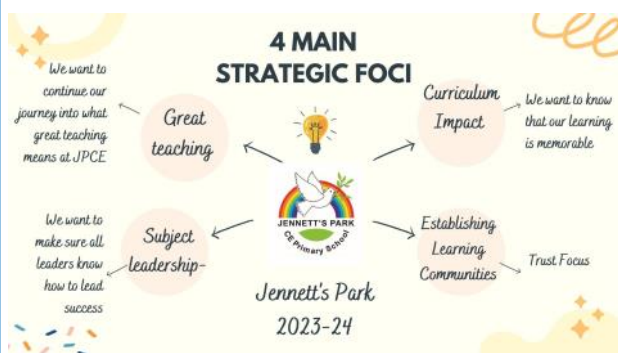 4 MAIN
STRATEGIC FOCI
We want to
continue our
journey into what
great teaching
means at JPCE
Great
teaching
Curriculum
Impact
We want to know
that our learning
is memorable
JENNETT'S PARK
CE Primary School
We want to
make sure all
leaders know
how to lead
success
Subject
leadership-
Establishing
Learning
Communities
Trust Focus
Jennett's Park
2023-24